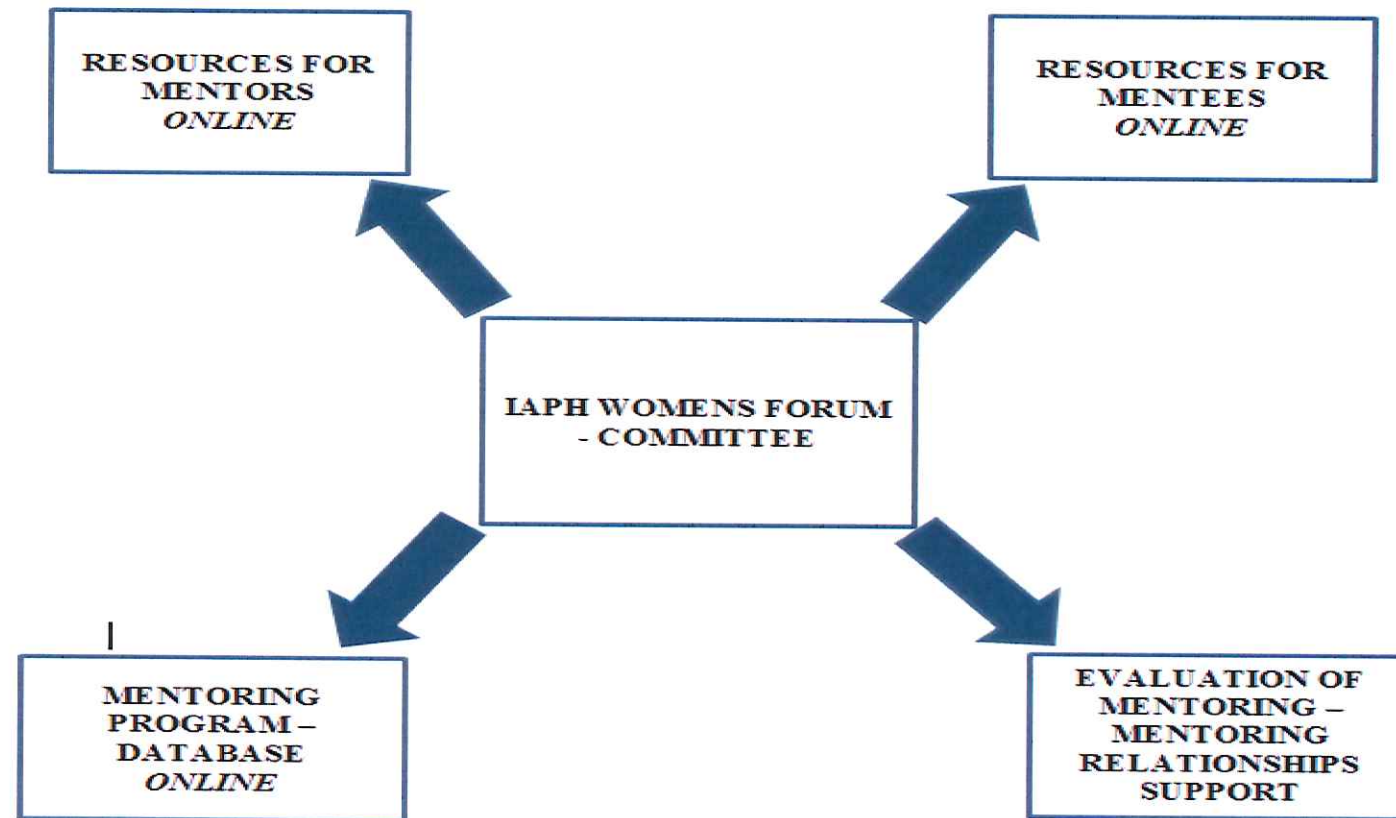 RESOURCES FOR
MENTORS
ONLINE
RESOURCES FOR
MENTEES
ONLINE
IAPH WOMENS FORUM
- COMMITTEE
MENTORING
PROGRAM –
DATABASE
ONLINE
EVALUATION OF
MENTORING –
MENTORING
RELATIONSHIPS
SUPPORT